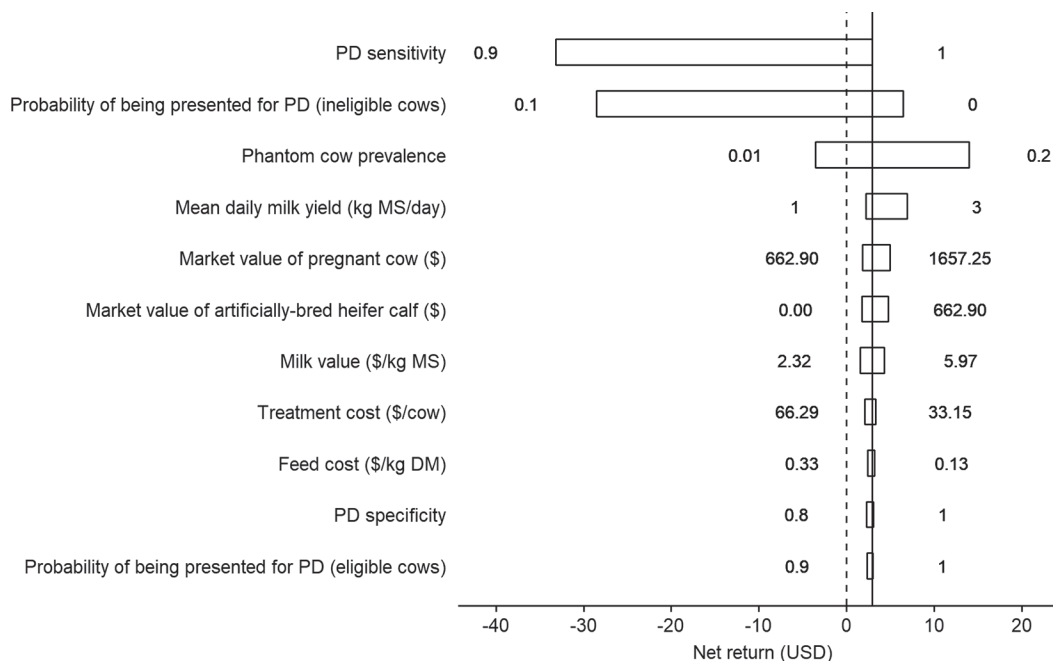 PD sensitivity 0.9 1
Probability of being presented for PD (ineligible cows) 0.1 0
Phantom cow prevalence 0.01 0.2
Mean daily milk yield (kg MS/day) 1 3
Market value of pregnant cow ($) 662.90 1657.25
Market value of artificially-bred heifer calf ($) 0.00 662.90
Milk value ($/kg MS) 2.32 5.97
Treatment cost ($/cow) 66.29 33.15
Feed cost ($/kg DM) 0.33 0.13
PD specificity 0.8 1
Probability of being presented for PD (eligible cows) 0.9 1
-40 -30 -20 -10 0 10 20
Net return (USD)